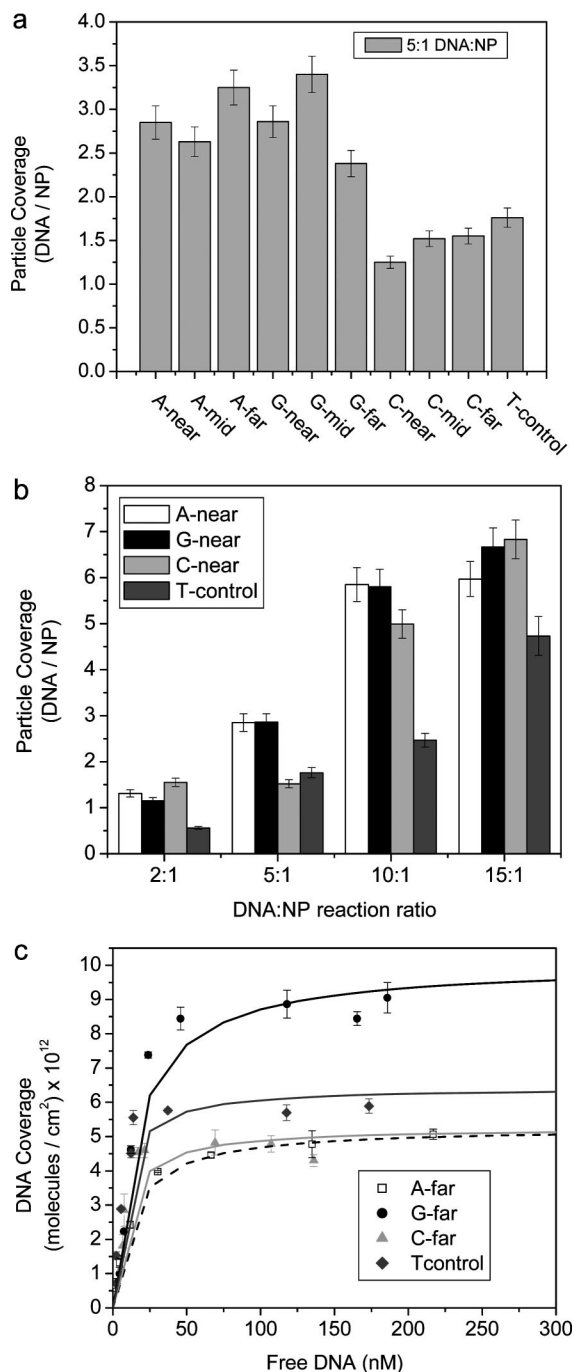 a
5:1 DNA:NP
Particle Coverage
(DNA / NP)
4.0
3.5
3.0
2.5
2.0
1.5
1.0
0.5
0.0
A-near
A-mid
A-far
G-near
G-mid
G-far
C-near
C-mid
C-far
T-control
b
A-near
G-near
C-near
T-control
Particle Coverage
(DNA / NP)
8
7
6
5
4
3
2
1
0
2:1 5:1 10:1 15:1
DNA:NP reaction ratio
c
DNA Coverage
(molecules / cm²) x 10¹²
10
9
8
7
6
5
4
3
2
1
0
A-far
G-far
C-far
Tcontrol
0 50 100 150 200 250 300
Free DNA (nM)